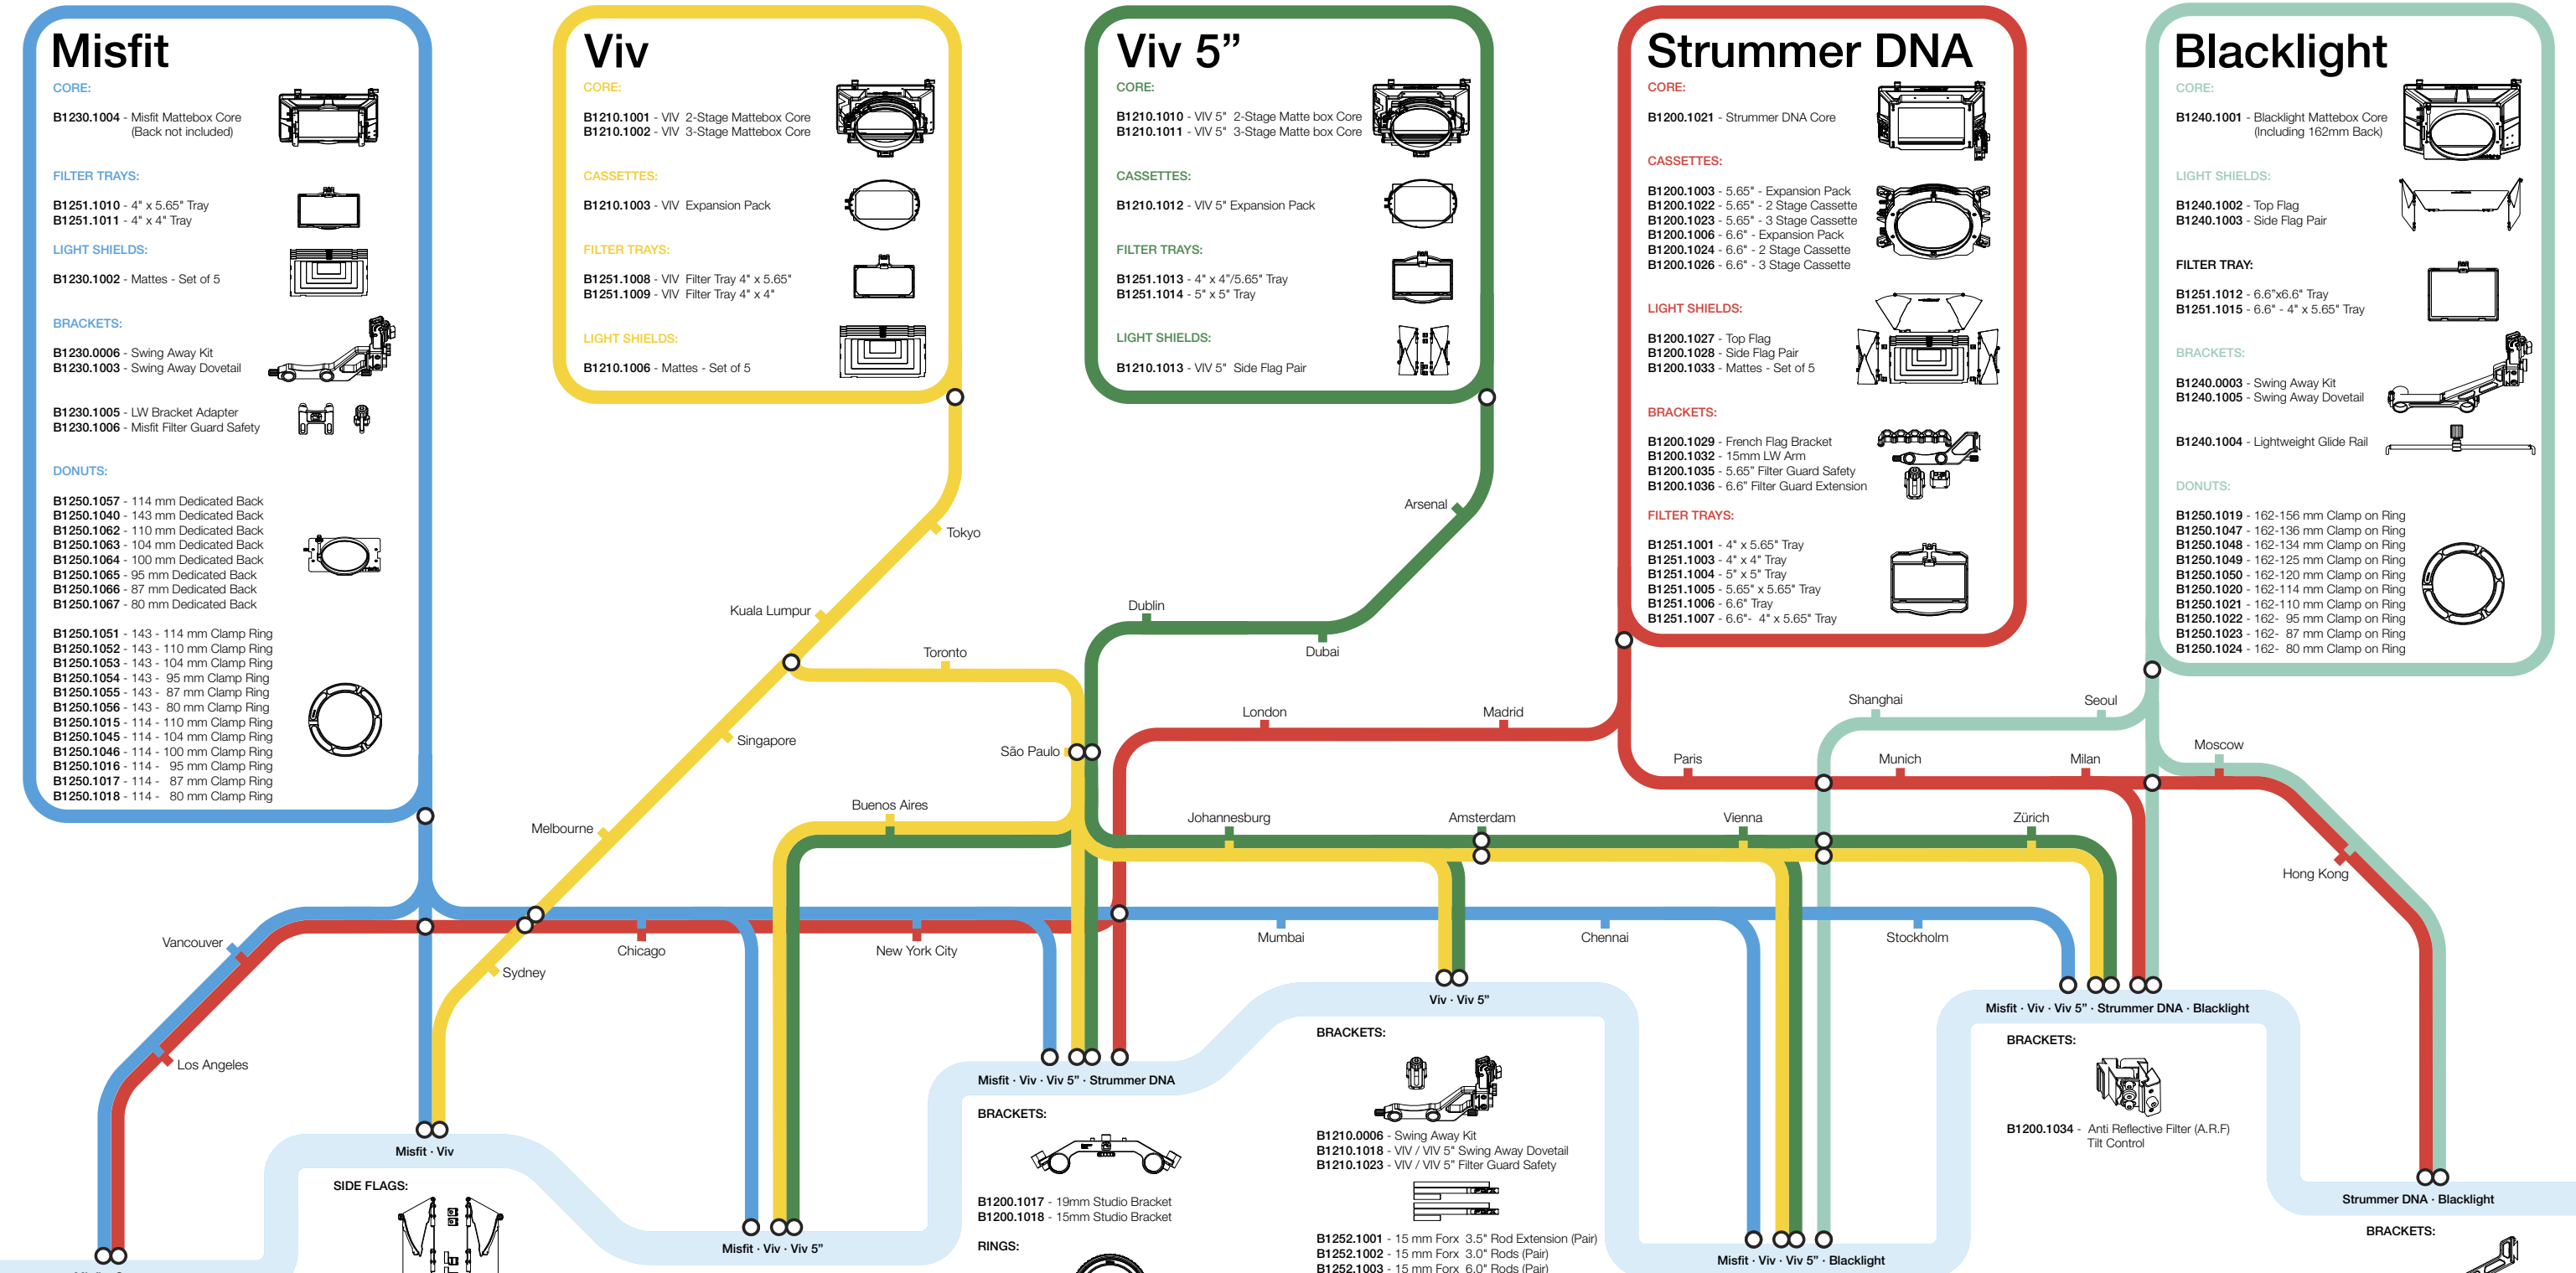 Misfit
CORE:
B1230.1004 - Misfit Mattebox Core
(Back not included)
FILTER TRAYS:
B1251.1010 - 4" x 5.65" Tray
B1251.1011 - 4" x 4" Tray
LIGHT SHIELDS:
B1230.1002 - Mattes - Set of 5
BRACKETS:
B1230.0006 - Swing Away Kit
B1230.1003 - Swing Away Dovetail
B1230.1005 - LW Bracket Adapter
B1230.1006 - Misfit Filter Guard Safety
DONUTS:
B1250.1057 - 114 mm Dedicated Back
B1250.1040 - 143 mm Dedicated Back
B1250.1062 - 110 mm Dedicated Back
B1250.1063 - 104 mm Dedicated Back
B1250.1064 - 100 mm Dedicated Back
B1250.1065 - 95 mm Dedicated Back
B1250.1066 - 87 mm Dedicated Back
B1250.1067 - 80 mm Dedicated Back
B1250.1051 - 143 - 114 mm Clamp Ring
B1250.1052 - 143 - 110 mm Clamp Ring
B1250.1053 - 143 - 104 mm Clamp Ring
B1250.1054 - 143 - 95 mm Clamp Ring
B1250.1055 - 143 - 87 mm Clamp Ring
B1250.1056 - 143 - 80 mm Clamp Ring
B1250.1015 - 114 - 110 mm Clamp Ring
B1250.1045 - 114 - 104 mm Clamp Ring
B1250.1046 - 114 - 100 mm Clamp Ring
B1250.1016 - 114 - 95 mm Clamp Ring
B1250.1017 - 114 - 87 mm Clamp Ring
B1250.1018 - 114 - 80 mm Clamp Ring
Viv
CORE:
B1210.1001 - VIV 2-Stage Mattebox Core
B1210.1002 - VIV 3-Stage Mattebox Core
CASSETTES:
B1210.1003 - VIV Expansion Pack
FILTER TRAYS:
B1251.1008 - VIV Filter Tray 4" x 5.65"
B1251.1009 - VIV Filter Tray 4" x 4"
LIGHT SHIELDS:
B1210.1006 - Mattes - Set of 5
Viv 5”
CORE:
B1210.1010 - VIV 5" 2-Stage Matte box Core
B1210.1011 - VIV 5" 3-Stage Matte box Core
CASSETTES:
B1210.1012 - VIV 5" Expansion Pack
FILTER TRAYS:
B1251.1013 - 4" x 4"/5.65" Tray
B1251.1014 - 5" x 5" Tray
LIGHT SHIELDS:
B1210.1013 - VIV 5" Side Flag Pair
Strummer DNA
CORE:
B1200.1021 - Strummer DNA Core
CASSETTES:
B1200.1003 - 5.65" - Expansion Pack
B1200.1022 - 5.65" - 2 Stage Cassette
B1200.1023 - 5.65" - 3 Stage Cassette
B1200.1006 - 6.6" - Expansion Pack
B1200.1024 - 6.6" - 2 Stage Cassette
B1200.1026 - 6.6" - 3 Stage Cassette
LIGHT SHIELDS:
B1200.1027 - Top Flag
B1200.1028 - Side Flag Pair
B1200.1033 - Mattes - Set of 5
BRACKETS:
B1200.1029 - French Flag Bracket
B1200.1032 - 15mm LW Arm
B1200.1035 - 5.65” Filter Guard Safety
B1200.1036 - 6.6” Filter Guard Extension
FILTER TRAYS:
B1251.1001 - 4" x 5.65" Tray
B1251.1003 - 4" x 4" Tray
B1251.1004 - 5" x 5" Tray
B1251.1005 - 5.65" x 5.65" Tray
B1251.1006 - 6.6" Tray
B1251.1007 - 6.6"- 4" x 5.65" Tray
Blacklight
CORE:
B1240.1001 - Blacklight Mattebox Core
(Including 162mm Back)
LIGHT SHIELDS:
B1240.1002 - Top Flag
B1240.1003 - Side Flag Pair
FILTER TRAY:
B1251.1012 - 6.6"x6.6" Tray
B1251.1015 - 6.6" - 4" x 5.65" Tray
BRACKETS:
B1240.0003 - Swing Away Kit
B1240.1005 - Swing Away Dovetail
B1240.1004 - Lightweight Glide Rail
DONUTS:
B1250.1019 - 162-156 mm Clamp on Ring
B1250.1047 - 162-136 mm Clamp on Ring
B1250.1048 - 162-134 mm Clamp on Ring
B1250.1049 - 162-125 mm Clamp on Ring
B1250.1050 - 162-120 mm Clamp on Ring
B1250.1020 - 162-114 mm Clamp on Ring
B1250.1021 - 162-110 mm Clamp on Ring
B1250.1022 - 162- 95 mm Clamp on Ring
B1250.1023 - 162- 87 mm Clamp on Ring
B1250.1024 - 162- 80 mm Clamp on Ring
Arsenal
Tokyo
Kuala Lumpur
Dublin
Dubai
Toronto
Singapore
São Paulo
London
Madrid
Shanghai
Seoul
Paris
Munich
Milan
Moscow
Melbourne
Buenos Aires
Johannesburg
Amsterdam
Vienna
Zürich
Hong Kong
Vancouver
Sydney
Chicago
New York City
Mumbai
Chennai
Stockholm
Los Angeles
Misfit · Viv
SIDE FLAGS:
Misfit · Viv · Viv 5”
Misfit · Viv · Viv 5” · Strummer DNA
BRACKETS:
B1200.1017 - 19mm Studio Bracket
B1200.1018 - 15mm Studio Bracket
RINGS:
Viv · Viv 5”
BRACKETS:
B1210.0006 - Swing Away Kit
B1210.1018 - VIV / VIV 5" Swing Away Dovetail
B1210.1023 - VIV / VIV 5” Filter Guard Safety
B1252.1001 - 15 mm Forx 3.5" Rod Extension (Pair)
B1252.1002 - 15 mm Forx 3.0" Rods (Pair)
B1252.1003 - 15 mm Forx 6.0" Rods (Pair)
Misfit · Viv · Viv 5” · Blacklight
Misfit · Viv · Viv 5” · Strummer DNA · Blacklight
BRACKETS:
B1200.1034 - Anti Reflective Filter (A.R.F)
Tilt Control
Strummer DNA · Blacklight
BRACKETS: